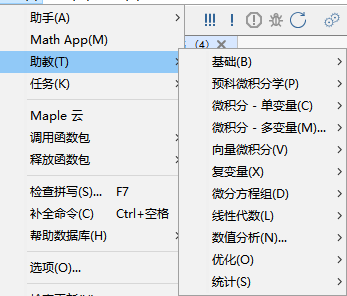 助手(A)
Math App(M)
助教(T)
任务(K)
Maple 云
调用函数包
释放函数包
检查拼写(S)... F7
补全命令(C) Ctrl+空格
帮助数据库(H)
选项(O)...
!!! ! 
(4)
基础(B)
预科微积分学(P)
微积分 - 单变量(C)
微积分 - 多变量(M)...
向量微积分(V)
复变量(X)
微分方程组(D)
线性代数(L)
数值分析(N)...
优化(O)
统计(S)